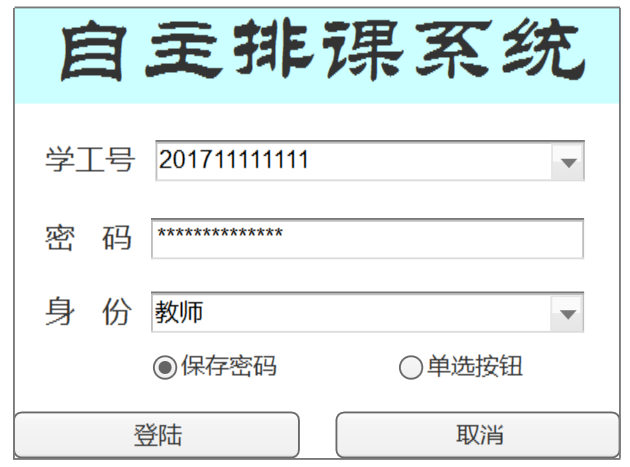 自主排课系统
学工号 201711111111
密 码 **************
身 份 教师
保存密码 单选按钮
登陆 取消